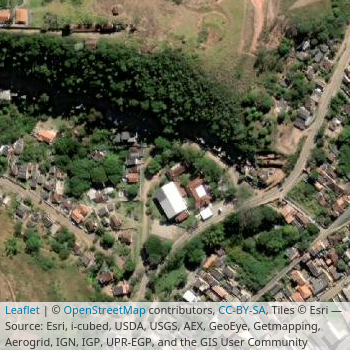 Leaflet | © OpenStreetMap contributors, CC-BY-SA, Tiles © Esri —
Source: Esri, i-cubed, USDA, USGS, AEX, GeoEye, Getmapping,
Aerogrid, IGN, IGP, UPR-EGP, and the GIS User Community